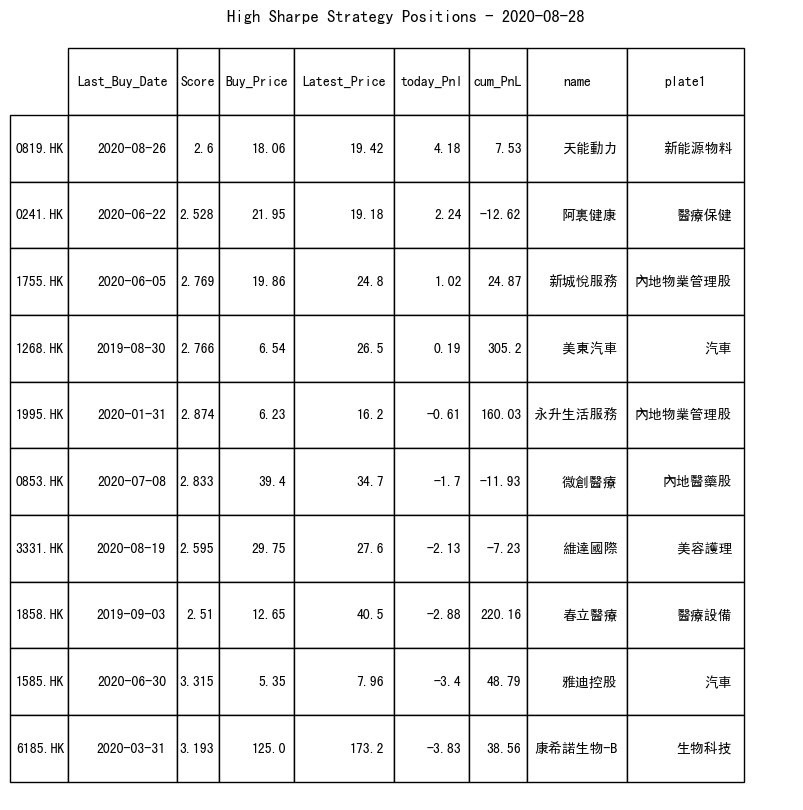 High Sharpe Strategy Positions - 2020-08-28
Last_Buy_Date Score Buy_Price Latest_Price today_Pnl cum_PnL name plate1
0819.HK 2020-08-26 2.6 18.06 19.42 4.18 7.53 天能動力 新能源物料
0241.HK 2020-06-22 2.528 21.95 19.18 2.24 -12.62 阿裏健康 醫療保健
1755.HK 2020-06-05 2.769 19.86 24.8 1.02 24.87 新城悅服務 內地物業管理股
1268.HK 2019-08-30 2.766 6.54 26.5 0.19 305.2 美東汽車 汽車
1995.HK 2020-01-31 2.874 6.23 16.2 -0.61 160.03 永升生活服務 內地物業管理股
0853.HK 2020-07-08 2.833 39.4 34.7 -1.7 -11.93 微創醫療 內地醫藥股
3331.HK 2020-08-19 2.595 29.75 27.6 -2.13 -7.23 維達國際 美容護理
1858.HK 2019-09-03 2.51 12.65 40.5 -2.88 220.16 春立醫療 醫療設備
1585.HK 2020-06-30 3.315 5.35 7.96 -3.4 48.79 雅迪控股 汽車
6185.HK 2020-03-31 3.193 125.0 173.2 -3.83 38.56 康希諾生物-B 生物科技